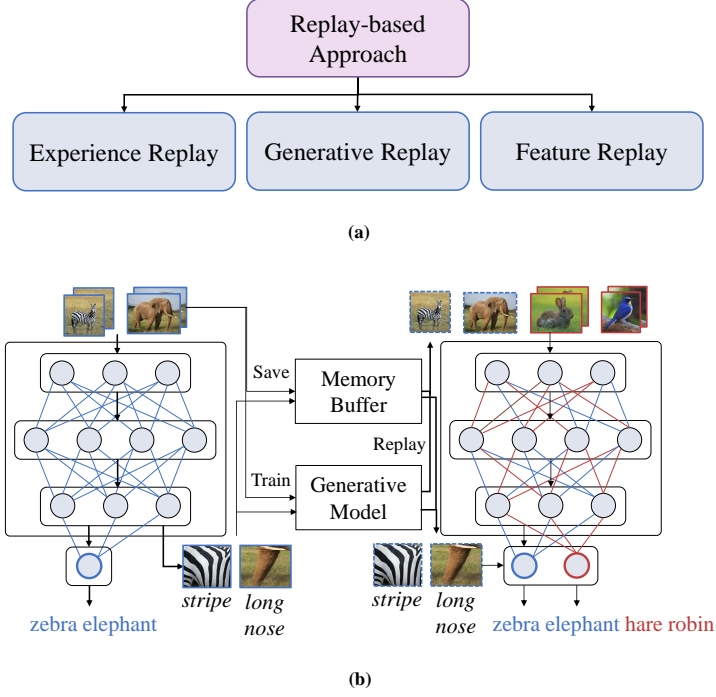 Replay-based
Approach
Experience Replay
Generative Replay
Feature Replay
(a)
Save
Memory
Buffer
Replay
Train
Generative
Model
stripe
long
nose
stripe
long
nose
zebra elephant
zebra elephant hare robin
(b)